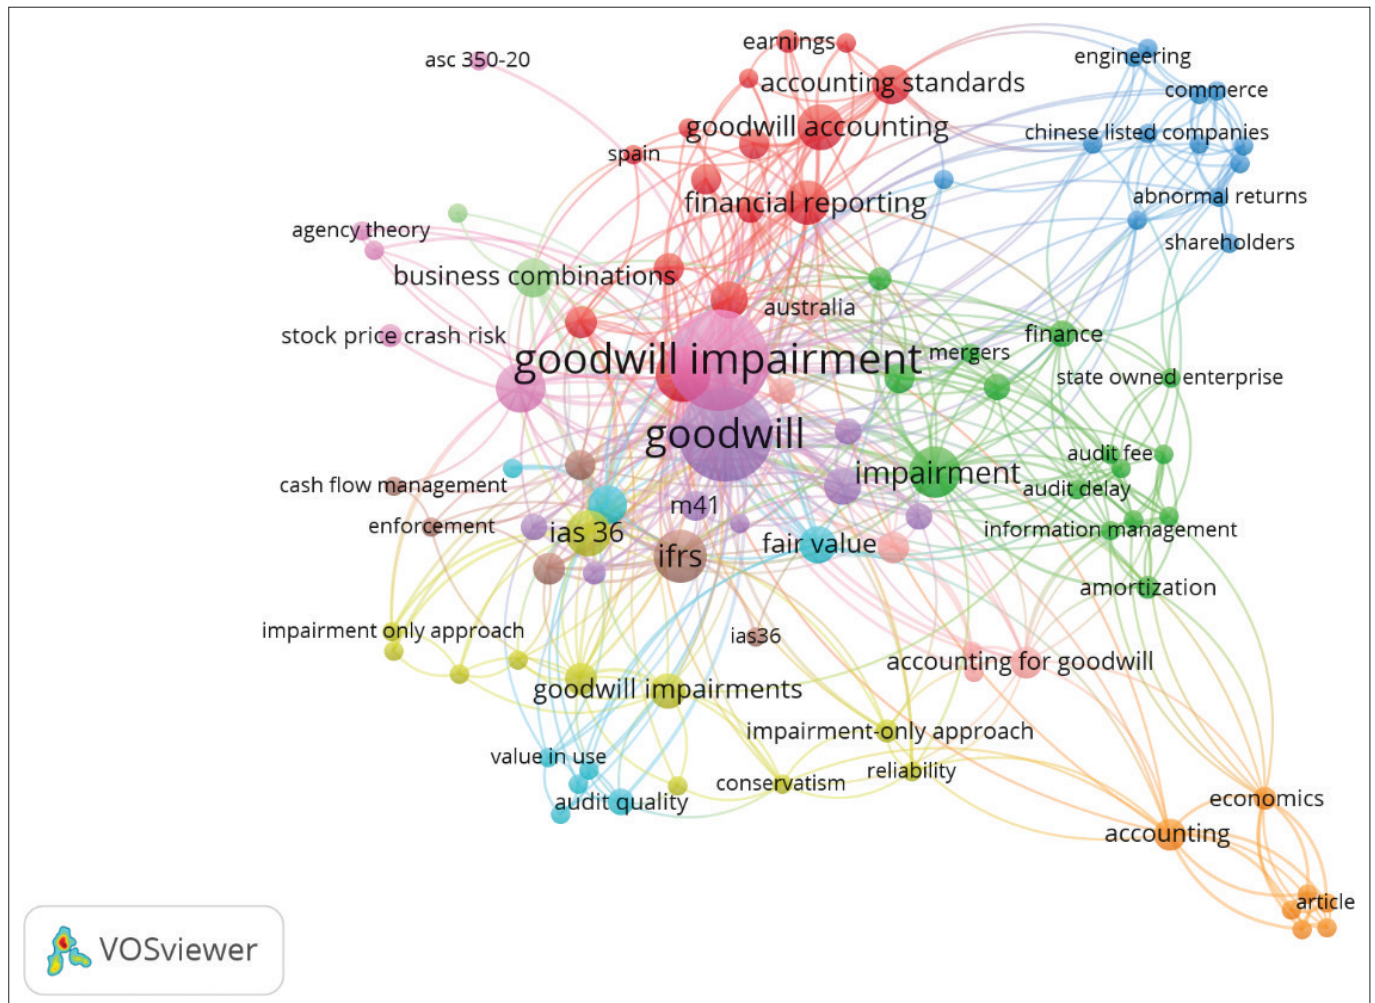 earnings
engineering
asc 350-20
accounting standards
commerce
goodwill accounting
chinese listed companies
spain
abnormal returns
financial reporting
agency theory
shareholders
business combinations
australia
stock price crash risk
finance
goodwill impairment
mergers
state owned enterprise
goodwill
audit fee
impairment
cash flow management
audit delay
m41
enforcement
information management
ias 36
fair value
ifrs
amortization
impairment only approach
ias36
accounting for goodwill
goodwill impairments
impairment-only approach
value in use
reliability
conservatism
audit quality
economics
accounting
article
VOSviewer